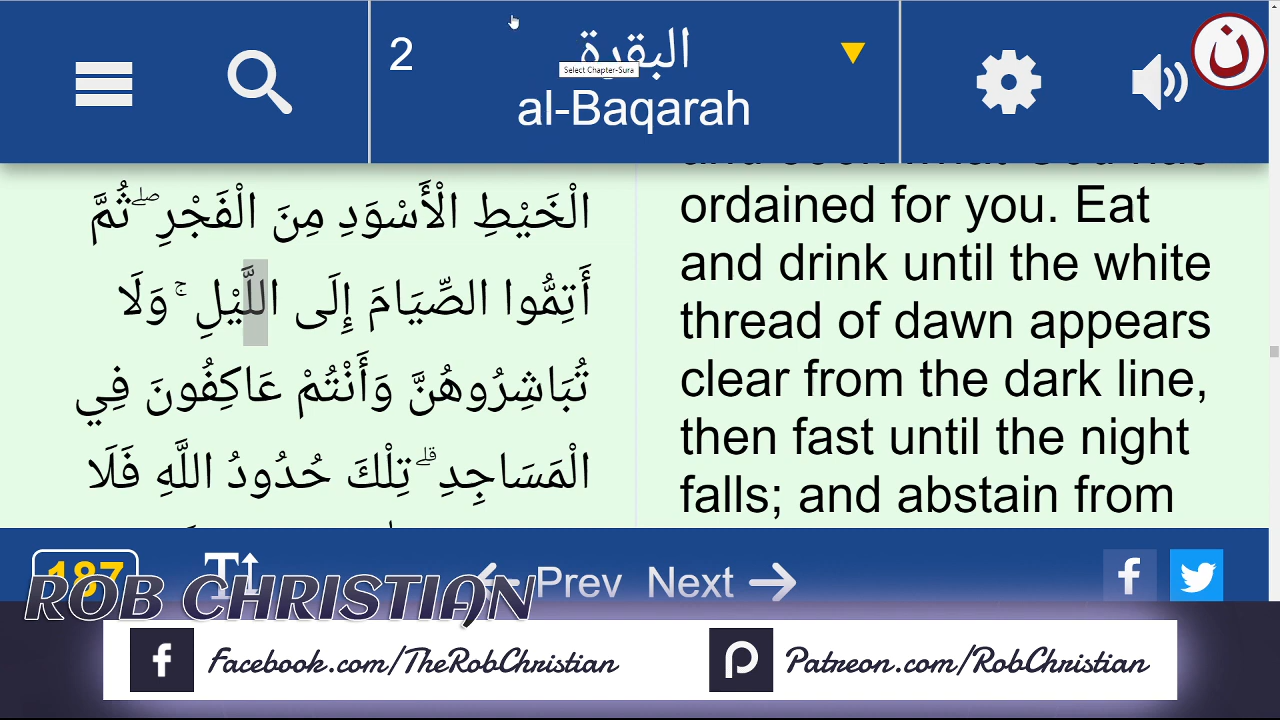 2
البقرة
Select Chapter-Sura
al-Baqarah
ن
الْخَيْطِ الْأَسْوَدِ مِنَ الْفَجْرِ ۖ ثُمَّ
أَتِمُّوا الصِّيَامَ إِلَى اللَّيْلِ ۚ وَلَا
تُبَاشِرُوهُنَّ وَأَنْتُمْ عَاكِفُونَ فِي
الْمَسَاجِدِ ۗ تِلْكَ حُدُودُ اللَّهِ فَلَا
ordained for you. Eat
and drink until the white
thread of dawn appears
clear from the dark line,
then fast until the night
falls; and abstain from
187
T
Prev Next
ROB CHRISTIAN
Facebook.com/TheRobChristian
Patreon.com/RobChristian